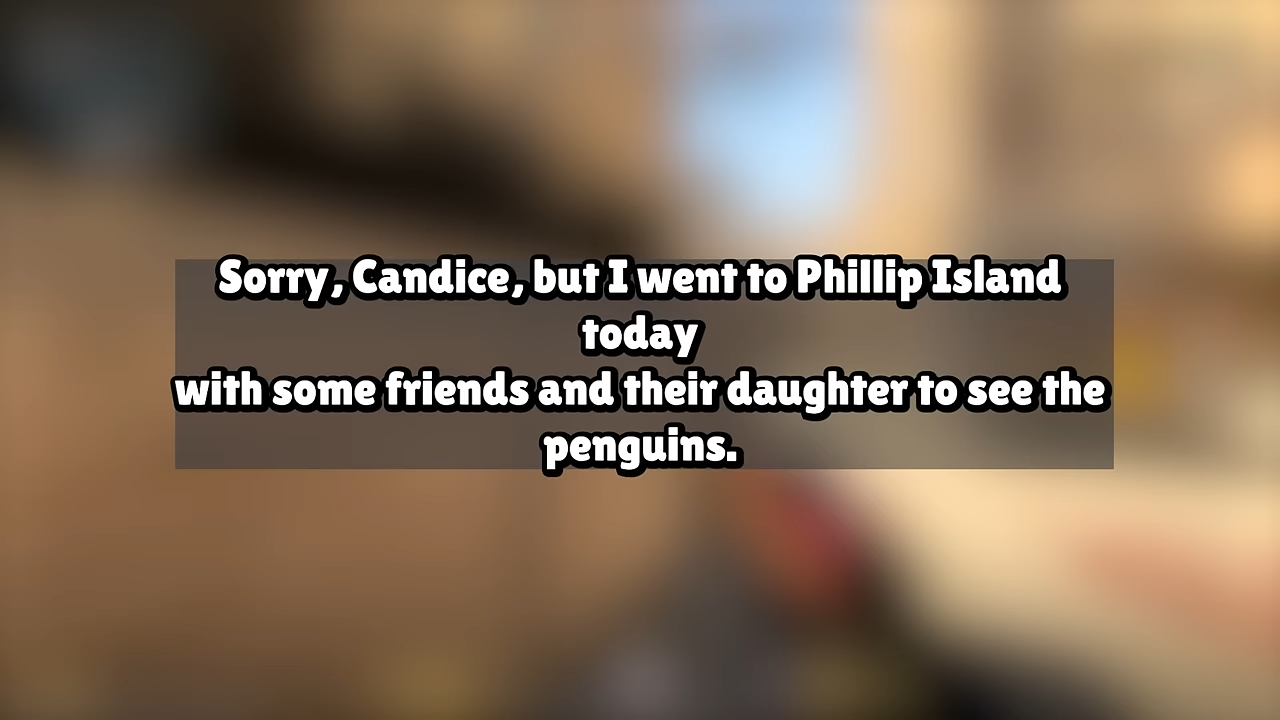 Sorry, Candice, but I went to Phillip Island
today
with some friends and their daughter to see the
penguins.